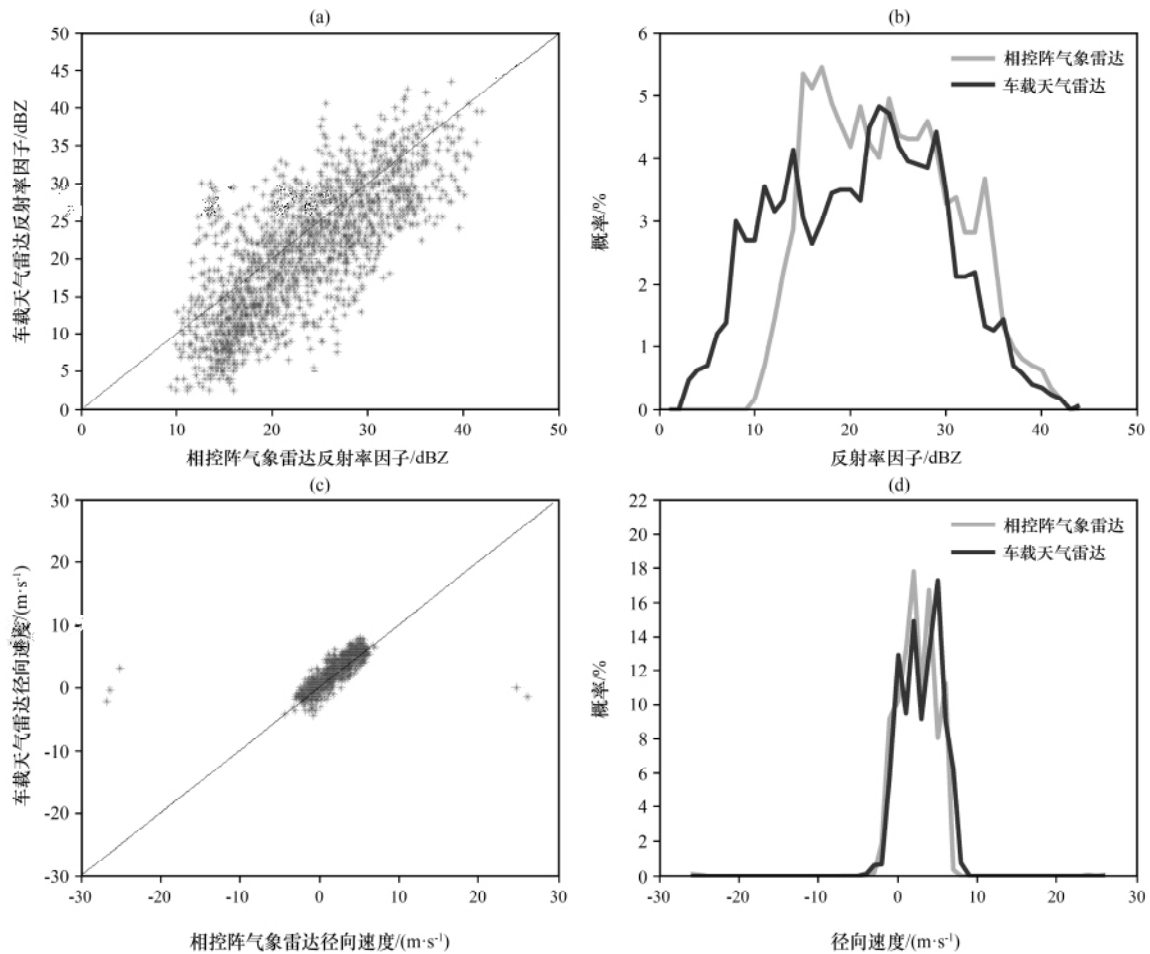 (a)
50
45
40
35
30
25
20
15
10
5
0
0 10 20 30 40 50
车载天气雷达反射率因子/dBZ
相控阵气象雷达反射率因子/dBZ
(b)
相控阵气象雷达
车载天气雷达
6
5
4
3
2
1
0
0 10 20 30 40 50
概率/%
反射率因子/dBZ
(c)
30
20
10
0
-10
-20
-30
-30 -20 -10 0 10 20 30
车载天气雷达径向速度/(m·s⁻¹)
相控阵气象雷达径向速度/(m·s⁻¹)
(d)
相控阵气象雷达
车载天气雷达
22
20
18
16
14
12
10
8
6
4
2
0
-30 -20 -10 0 10 20 30
概率/%
径向速度/(m·s⁻¹)